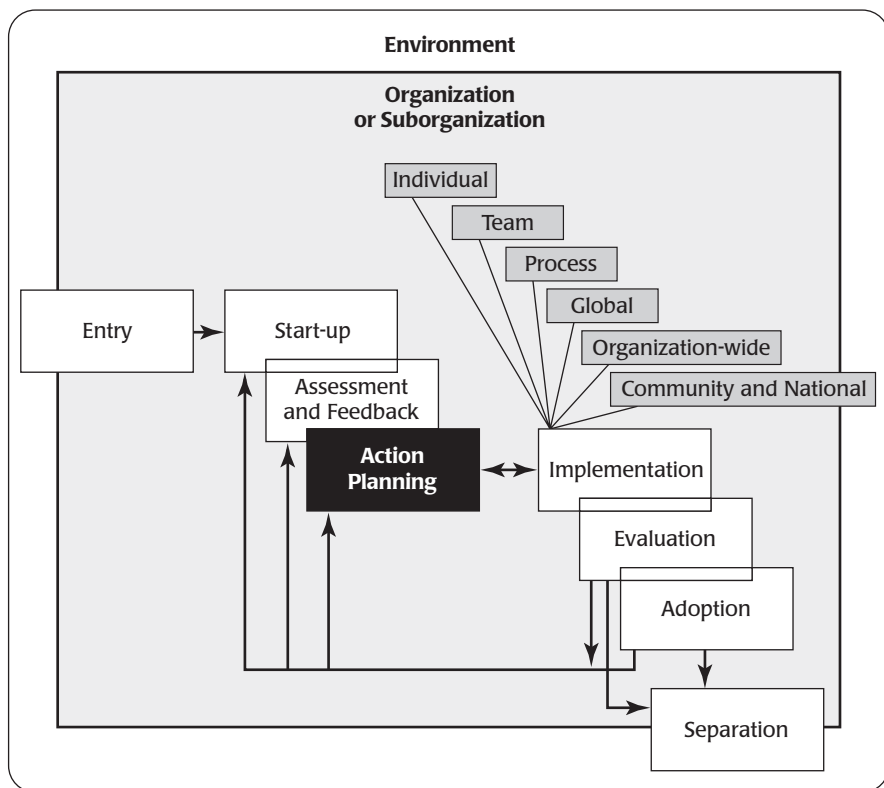 Environment
Organization
or Suborganization
Individual
Team
Process
Global
Organization-wide
Community and National
Entry
Start-up
Assessment
and Feedback
Action
Planning
Implementation
Evaluation
Adoption
Separation